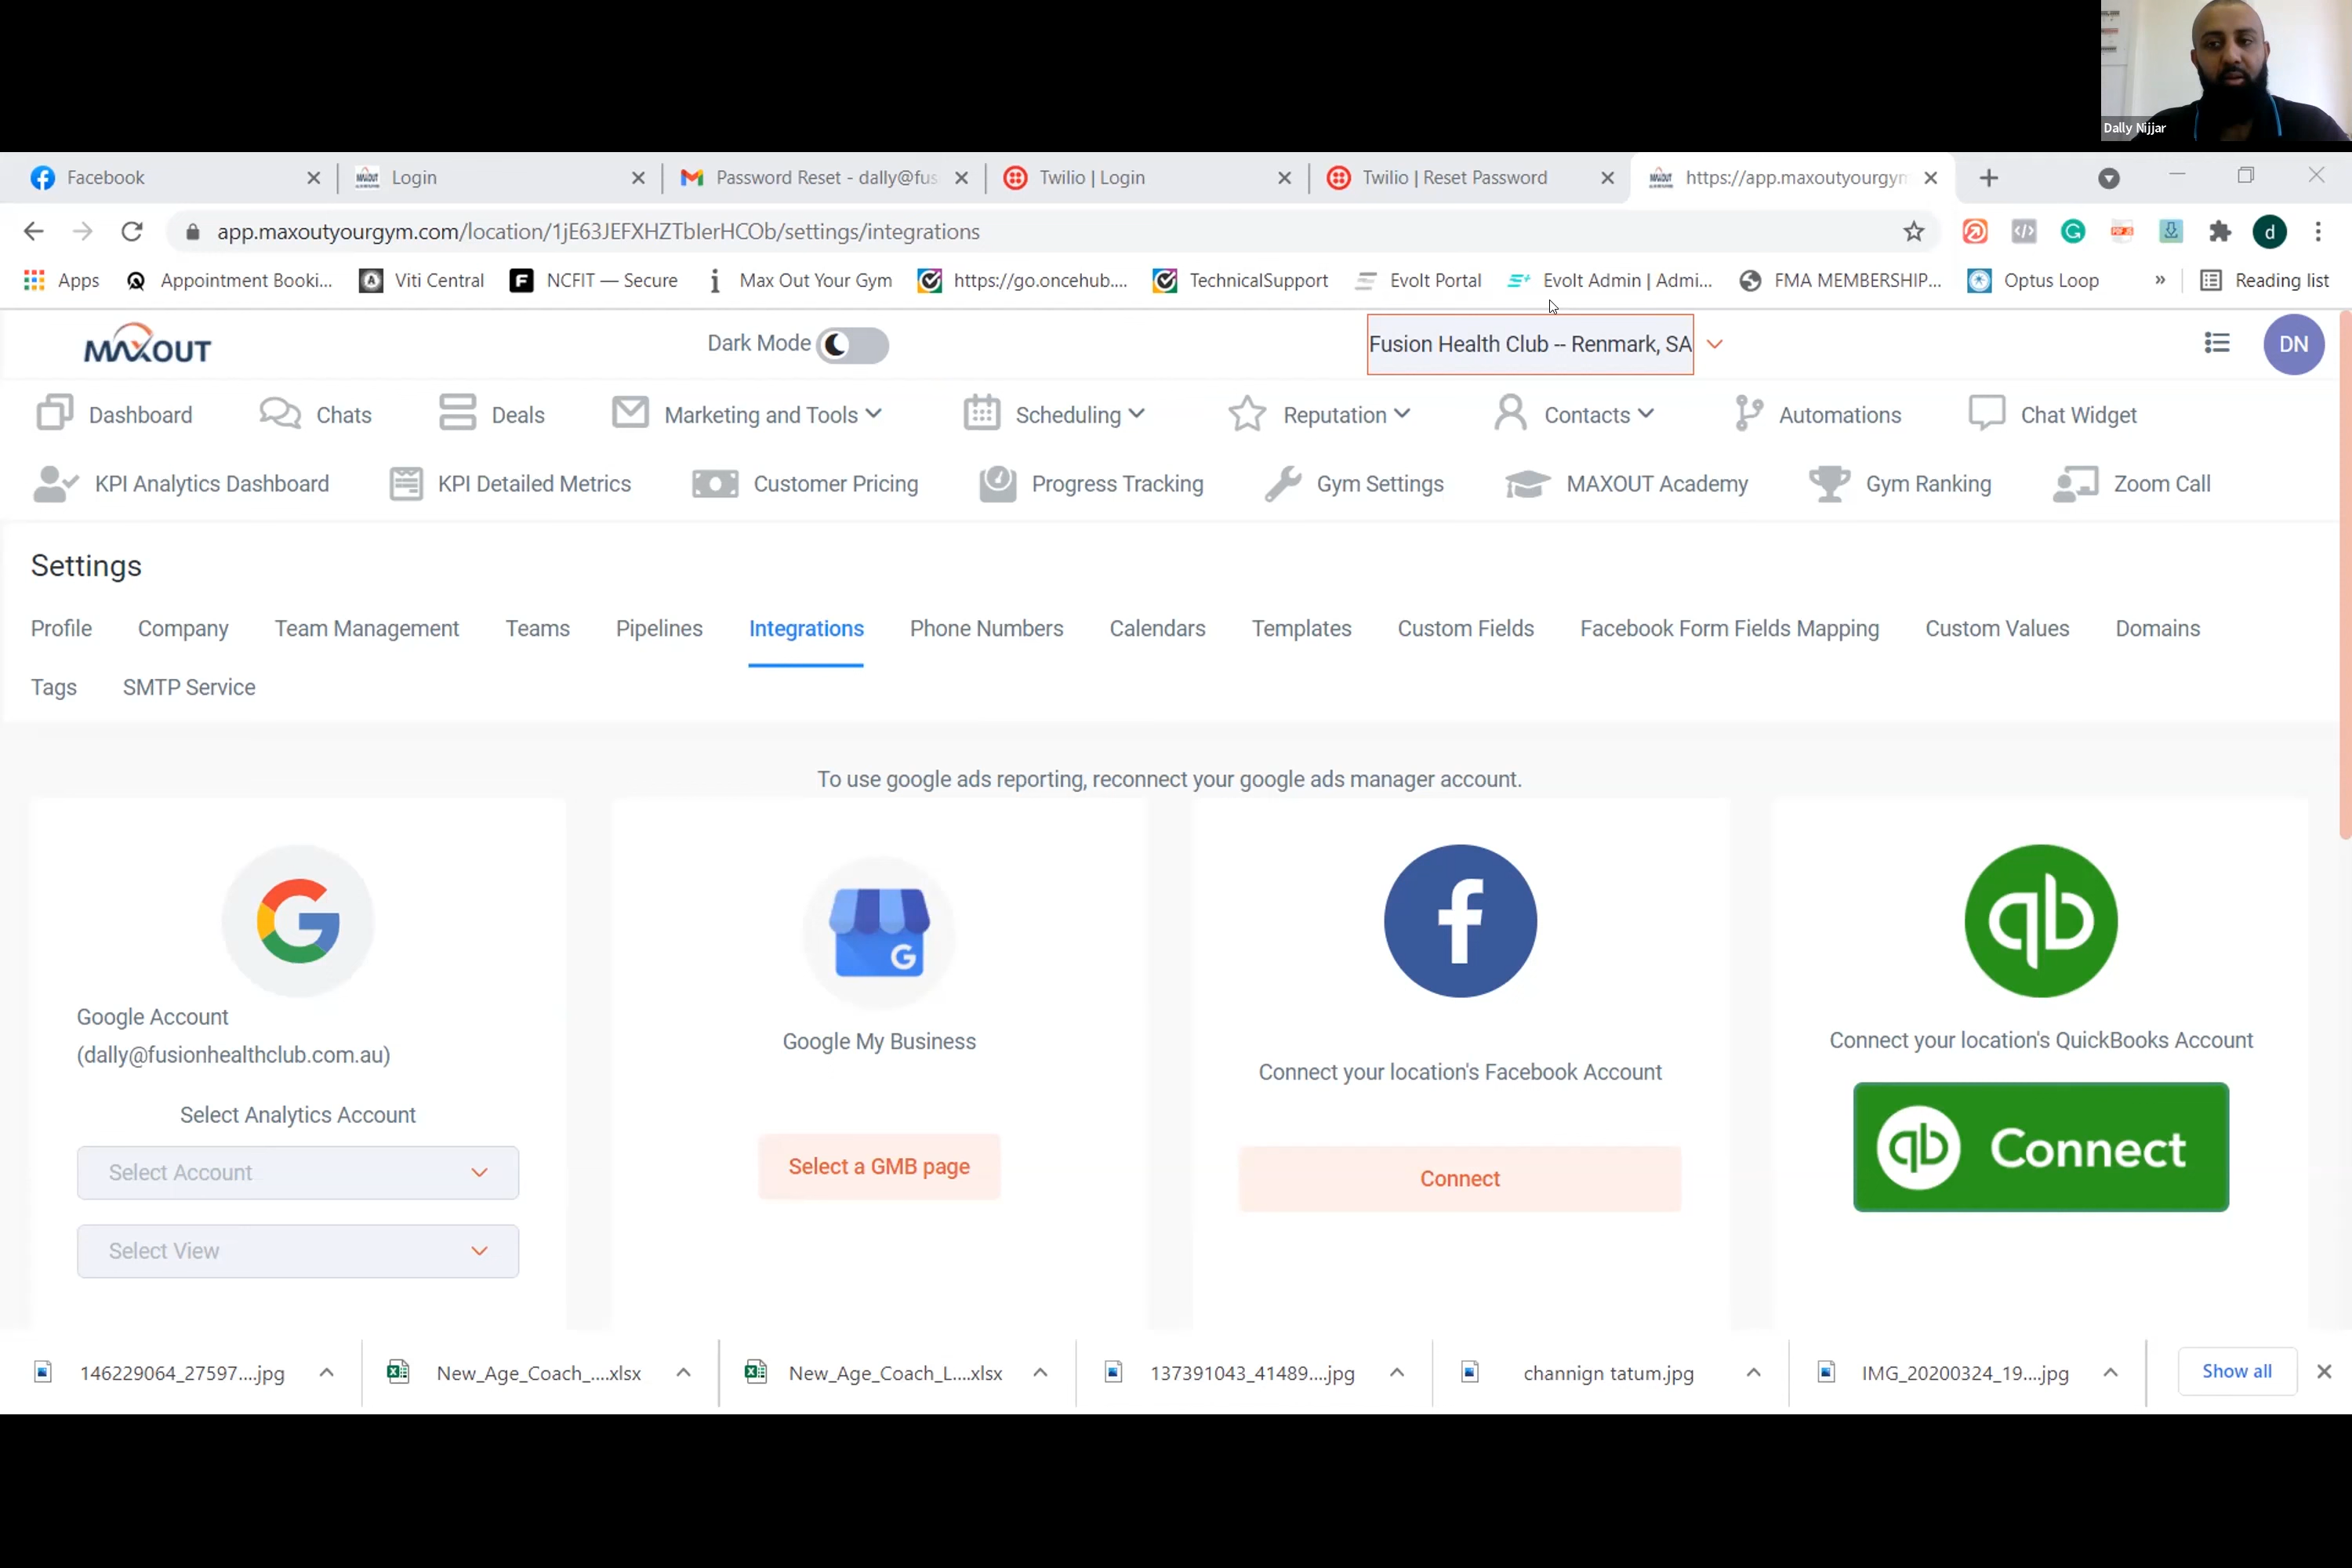 Dally Nijjar
Facebook
Login
Password Reset - dally@fus
Twilio | Login
Twilio | Reset Password
https://app.maxoutyourgym
app.maxoutyourgym.com/location/1jE63JEFXHZTbIerHCOb/settings/integrations
d
Apps
Appointment Booki...
Viti Central
NCFIT — Secure
Max Out Your Gym
https://go.oncehub....
TechnicalSupport
Evolt Portal
Evolt Admin | Admi...
FMA MEMBERSHIP...
Optus Loop
»
Reading list
MAXOUT
Dark Mode
Fusion Health Club -- Renmark, SA
DN
Dashboard
Chats
Deals
Marketing and Tools
Scheduling
Reputation
Contacts
Automations
Chat Widget
KPI Analytics Dashboard
KPI Detailed Metrics
Customer Pricing
Progress Tracking
Gym Settings
MAXOUT Academy
Gym Ranking
Zoom Call
Settings
Profile
Company
Team Management
Teams
Pipelines
Integrations
Phone Numbers
Calendars
Templates
Custom Fields
Facebook Form Fields Mapping
Custom Values
Domains
Tags
SMTP Service
To use google ads reporting, reconnect your google ads manager account.
Google Account
(dally@fusionhealthclub.com.au)
Select Analytics Account
Select Account
Select View
Google My Business
Select a GMB page
Connect your location's Facebook Account
Connect
Connect your location's QuickBooks Account
Connect
146229064_27597....jpg
New_Age_Coach_....xlsx
New_Age_Coach_L....xlsx
137391043_41489....jpg
channign tatum.jpg
IMG_20200324_19....jpg
Show all